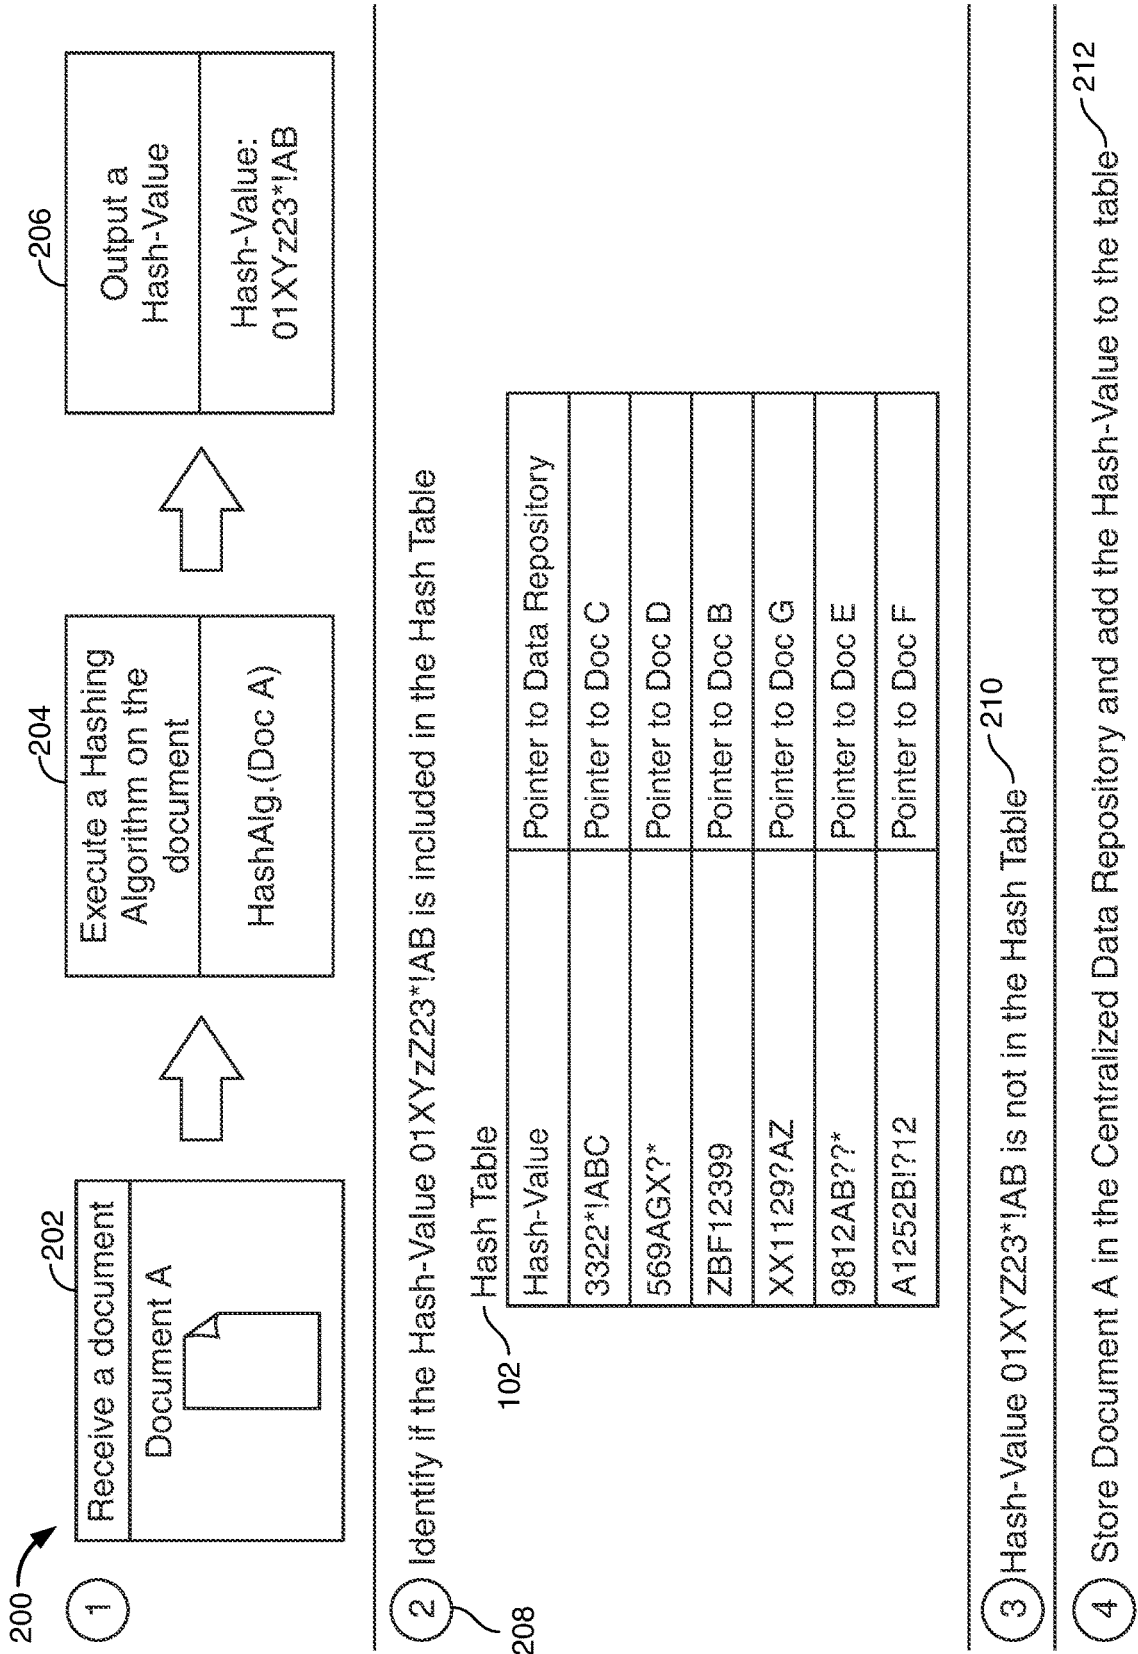 200
1
202
Receive a document
Document A
204
Execute a Hashing
Algorithm on the
document
HashAlg.(Doc A)
206
Output a
Hash-Value
Hash-Value:
01XYz23*!AB
2 Identify if the Hash-Value 01XYzZ23*!AB is included in the Hash Table
208
102
Hash Table
Hash-Value Pointer to Data Repository
3322*!ABC Pointer to Doc C
569AGX?* Pointer to Doc D
ZBF12399 Pointer to Doc B
XX1129?AZ Pointer to Doc G
9812AB??* Pointer to Doc E
A1252B!?12 Pointer to Doc F
3 Hash-Value 01XYZ23*!AB is not in the Hash Table 210
4 Store Document A in the Centralized Data Repository and add the Hash-Value to the table 212